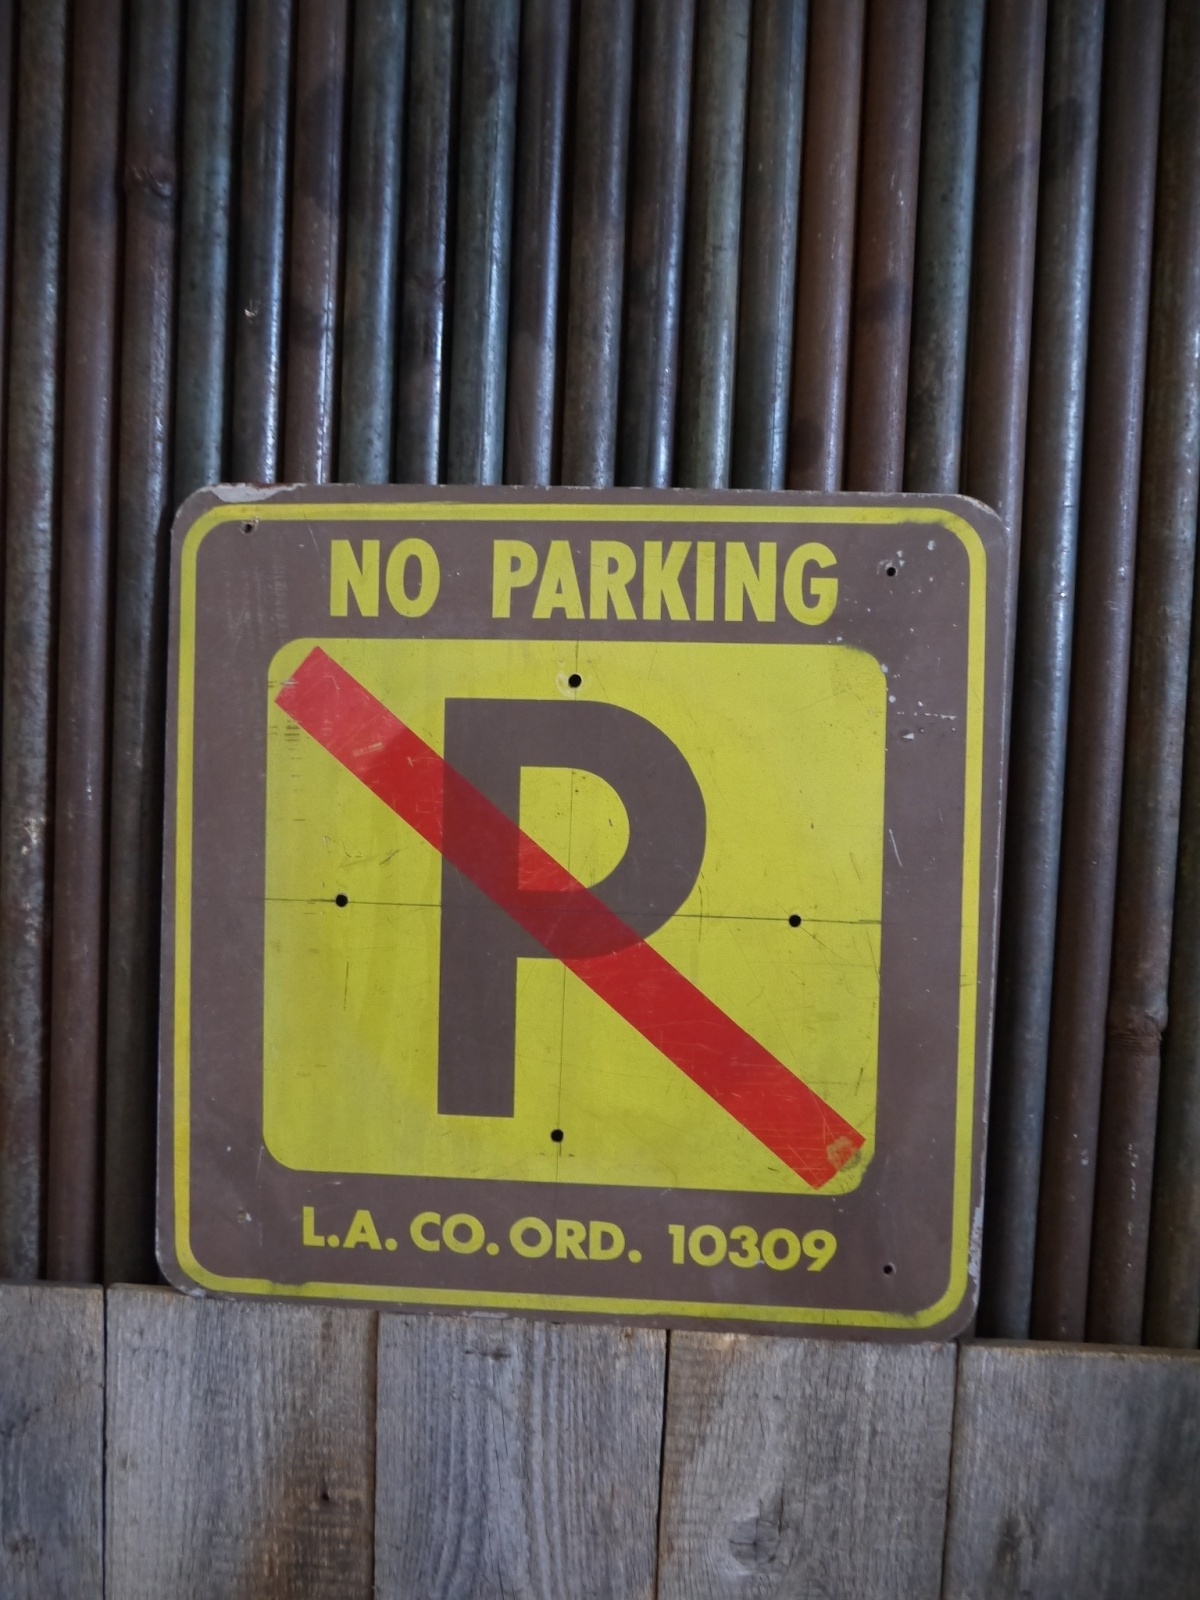 NO PARKING
P
L.A. CO. ORD. 10309